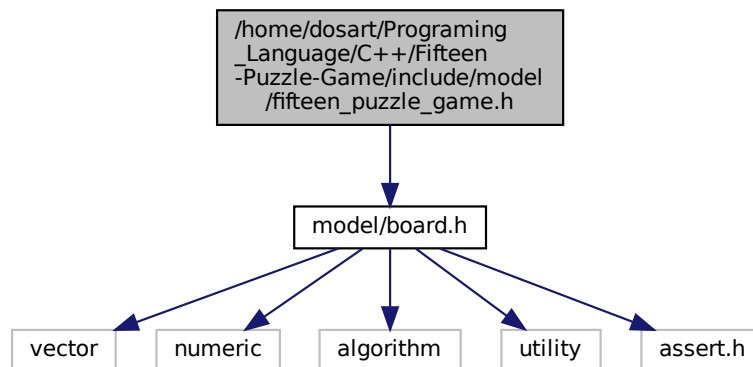 /home/dosart/Programing
_Language/C++/Fifteen
-Puzzle-Game/include/model
/fifteen_puzzle_game.h
model/board.h
vector
numeric
algorithm
utility
assert.h